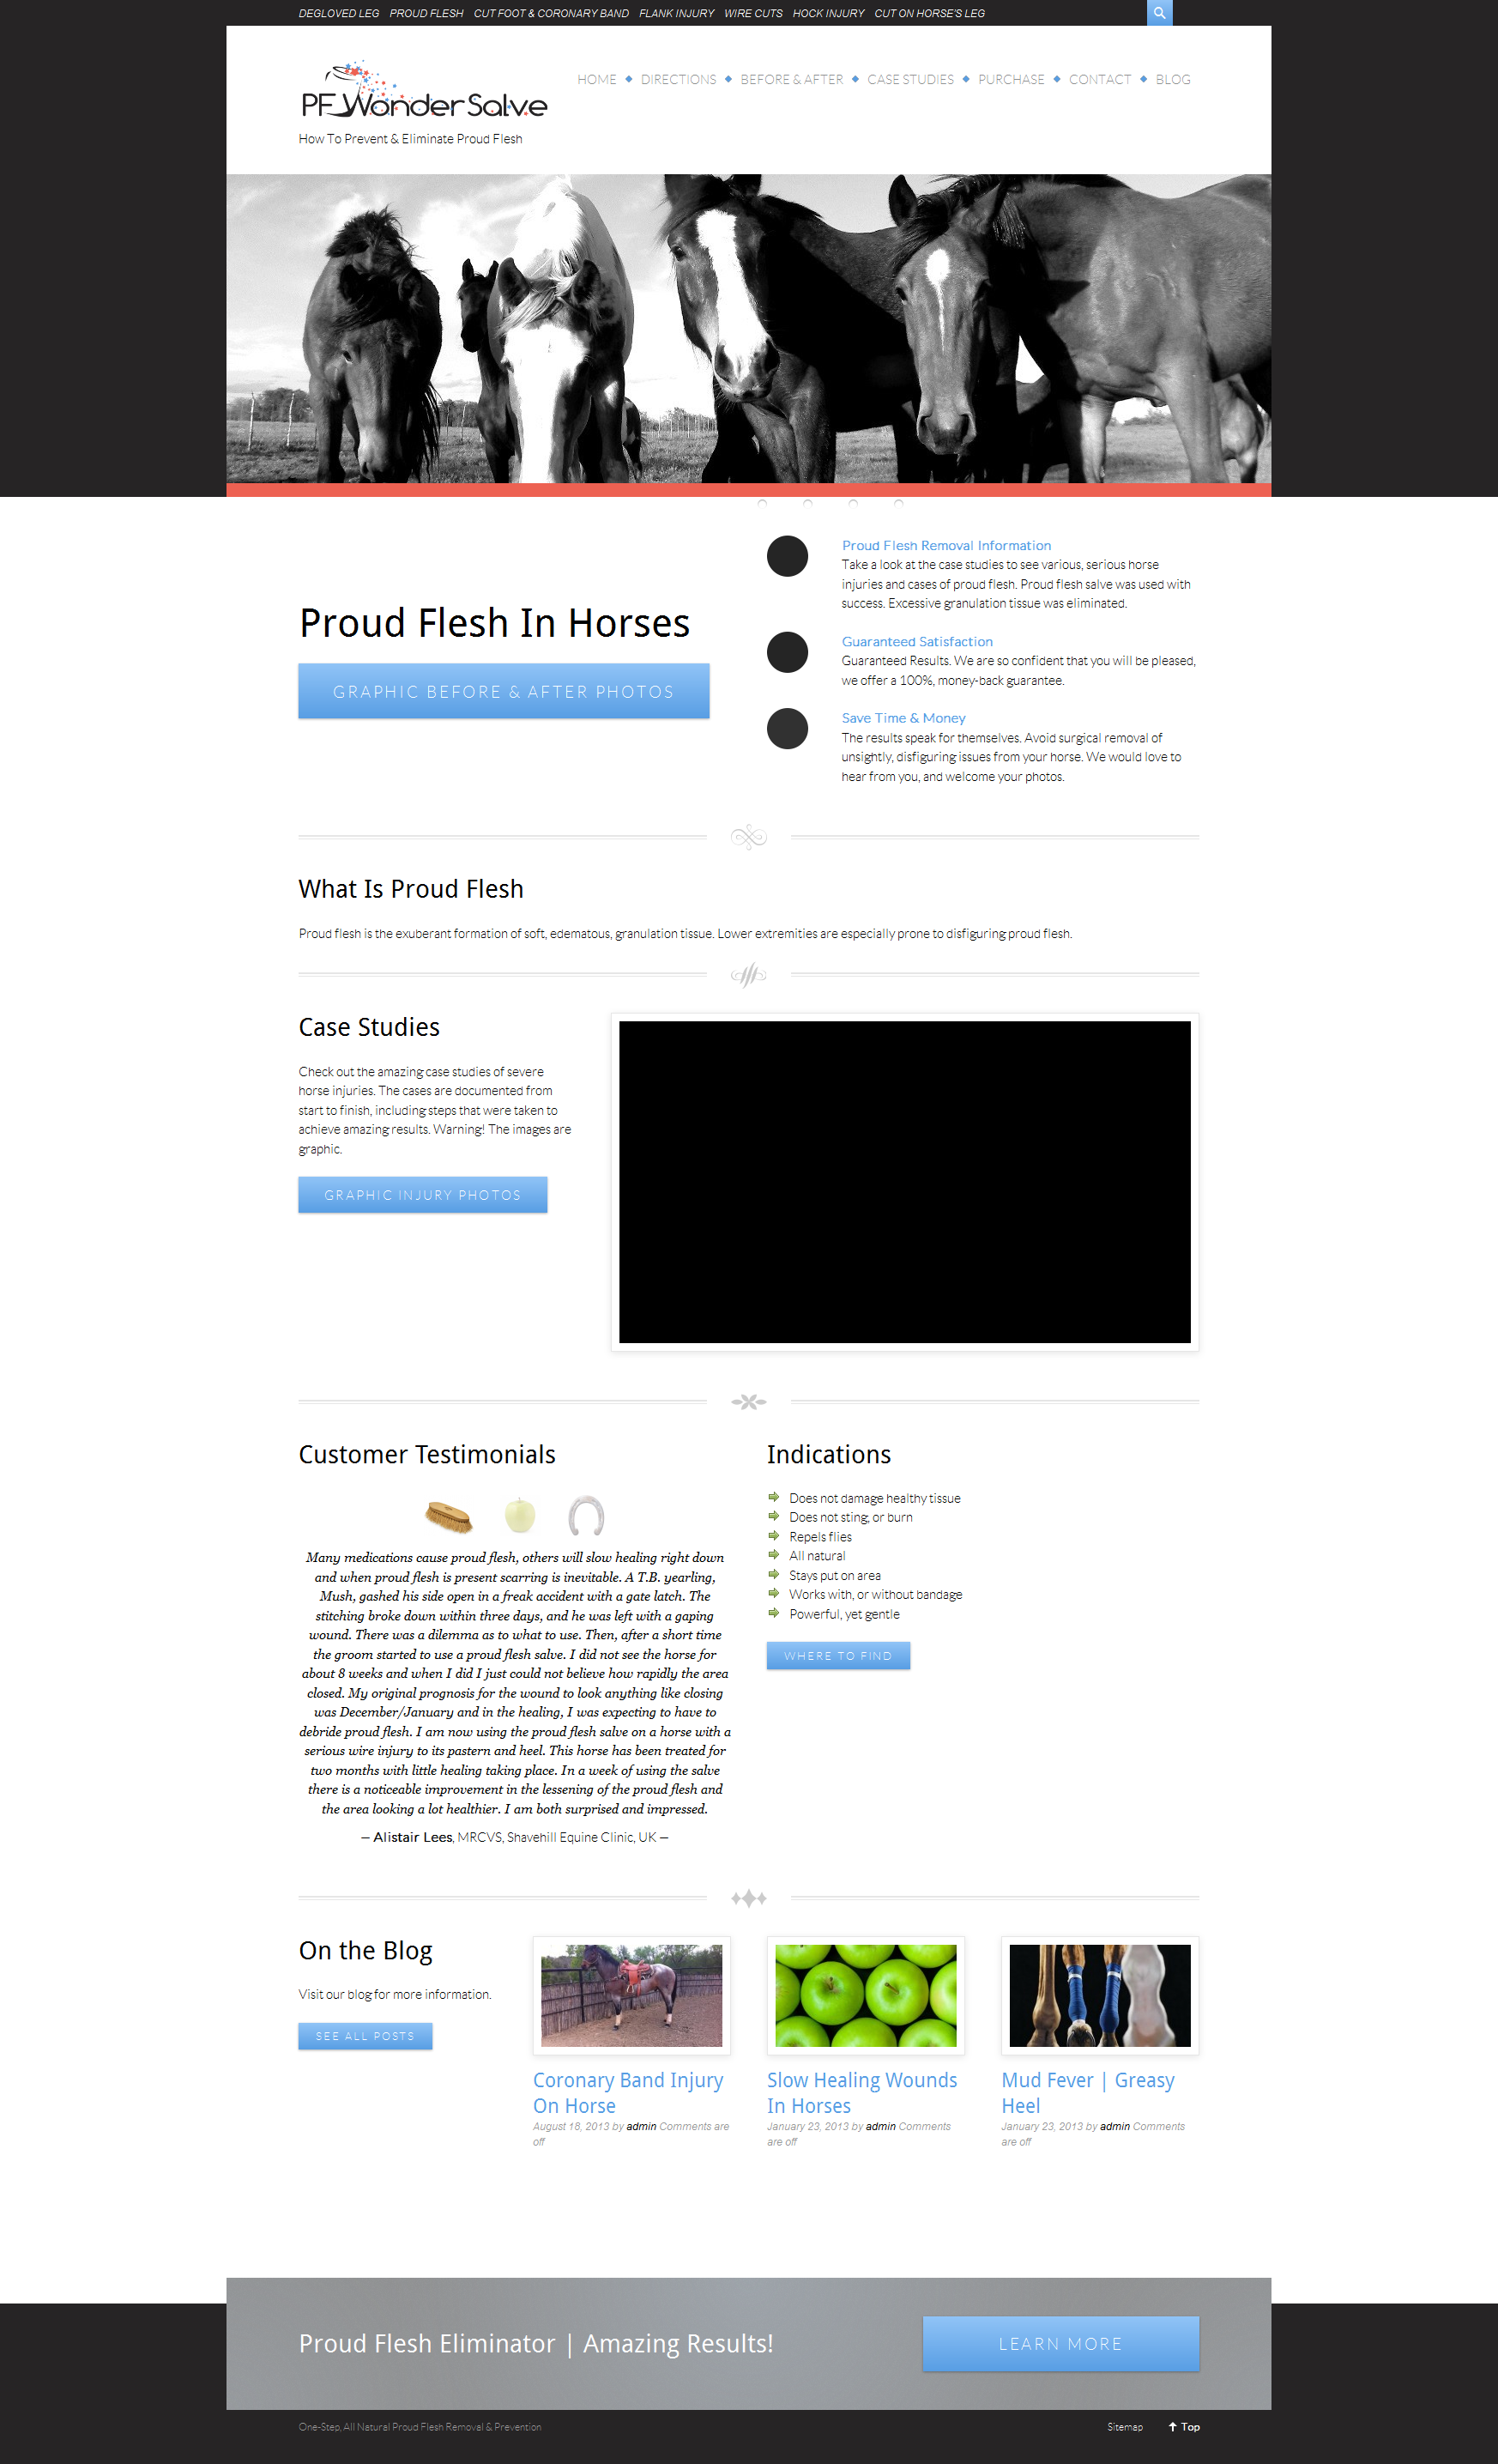 DEGLOVED LEG PROUD FLESH CUT FOOT & CORONARY BAND FLANK INJURY WIRE CUTS HOCK INJURY CUT ON HORSE'S LEG
PF Wonder Salve
HOME DIRECTIONS BEFORE & AFTER CASE STUDIES PURCHASE CONTACT BLOG
How To Prevent & Eliminate Proud Flesh
Proud Flesh In Horses
GRAPHIC BEFORE & AFTER PHOTOS
Proud Flesh Removal Information
Take a look at the case studies to see various, serious horse
injuries and cases of proud flesh. Proud flesh salve was used with
success. Excessive granulation tissue was eliminated.
Guaranteed Satisfaction
Guaranteed Results. We are so confident that you will be pleased,
we offer a 100%, money-back guarantee.
Save Time & Money
The results speak for themselves. Avoid surgical removal of
unsightly, disfiguring issues from your horse. We would love to
hear from you, and welcome your photos.
What Is Proud Flesh
Proud flesh is the exuberant formation of soft, edematous, granulation tissue. Lower extremities are especially prone to disfiguring proud flesh.
Case Studies
Check out the amazing case studies of severe
horse injuries. The cases are documented from
start to finish, including steps that were taken to
achieve amazing results. Warning! The images are
graphic.
GRAPHIC INJURY PHOTOS
Customer Testimonials
Many medications cause proud flesh, others will slow healing right down
and when proud flesh is present scarring is inevitable. A T.B. yearling,
Mush, gashed his side open in a freak accident with a gate latch. The
stitching broke down within three days, and he was left with a gaping
wound. There was a dilemma as to what to use. Then, after a short time
the groom started to use a proud flesh salve. I did not see the horse for
about 8 weeks and when I did I just could not believe how rapidly the area
closed. My original prognosis for the wound to look anything like closing
was December/January and in the healing, I was expecting to have to
debride proud flesh. I am now using the proud flesh salve on a horse with a
serious wire injury to its pastern and heel. This horse has been treated for
two months with little healing taking place. In a week of using the salve
there is a noticeable improvement in the lessening of the proud flesh and
the area looking a lot healthier. I am both surprised and impressed.
— Alistair Lees, MRCVS, Shavehill Equine Clinic, UK —
Indications
Does not damage healthy tissue
Does not sting, or burn
Repels flies
All natural
Stays put on area
Works with, or without bandage
Powerful, yet gentle
WHERE TO FIND
On the Blog
Visit our blog for more information.
SEE ALL POSTS
Coronary Band Injury
On Horse
August 18, 2013 by admin Comments are
off
Slow Healing Wounds
In Horses
January 23, 2013 by admin Comments
are off
Mud Fever | Greasy
Heel
January 23, 2013 by admin Comments
are off
Proud Flesh Eliminator | Amazing Results!
LEARN MORE
One-Step, All Natural Proud Flesh Removal & Prevention
Sitemap Top